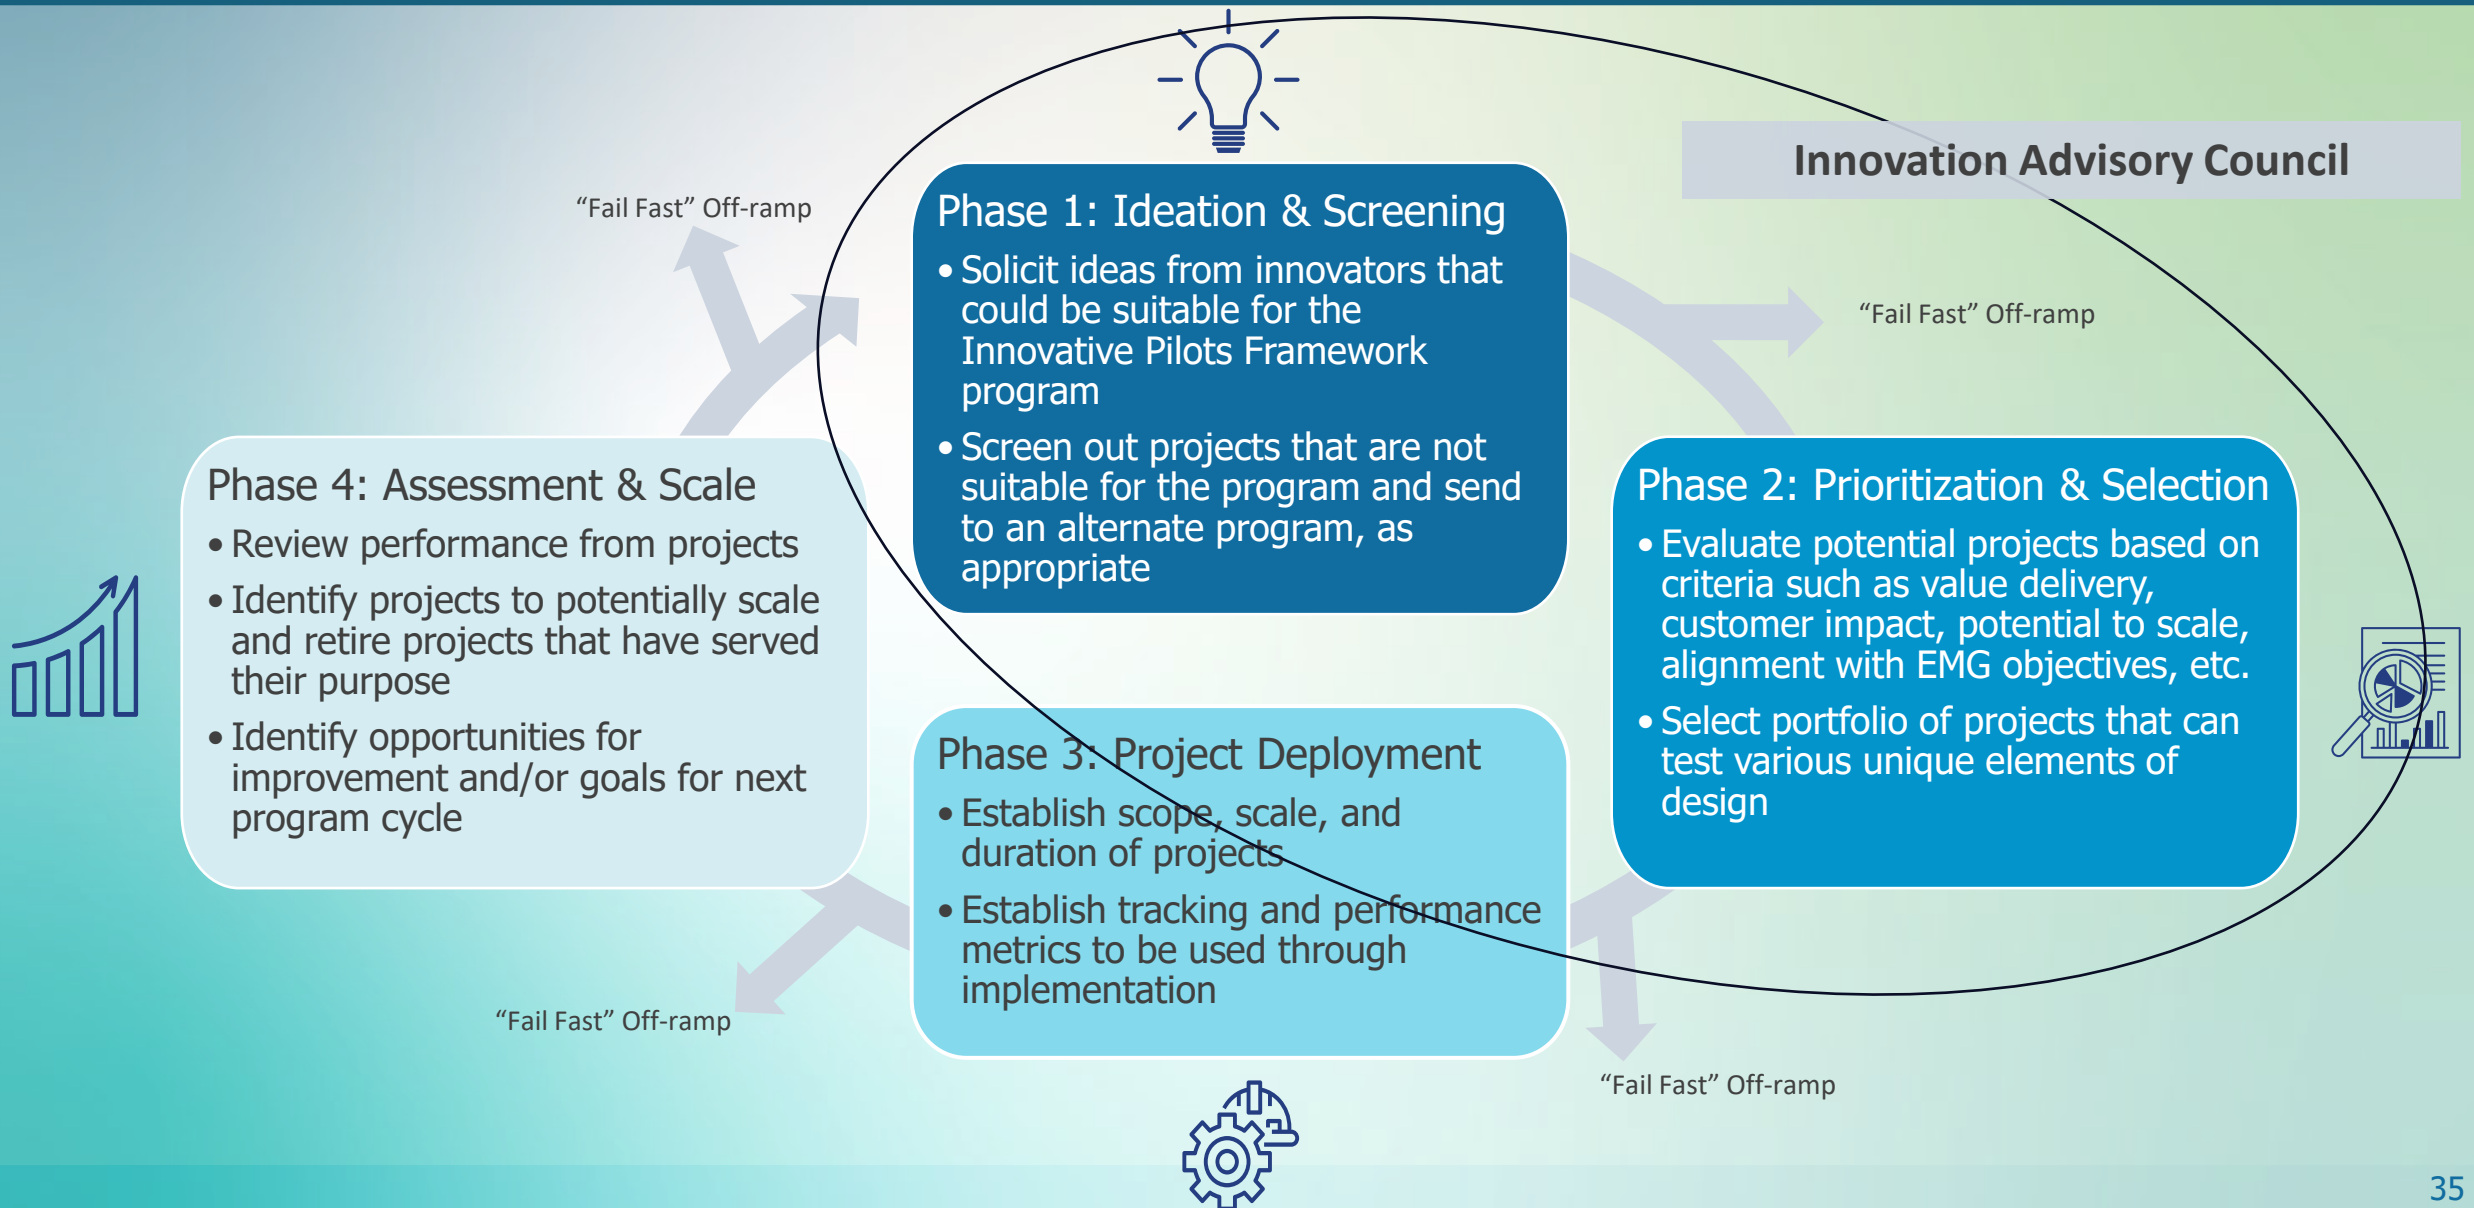 Innovation Advisory Council
“Fail Fast” Off-ramp
Phase 1: Ideation & Screening
• Solicit ideas from innovators that
could be suitable for the
Innovative Pilots Framework
program
• Screen out projects that are not
suitable for the program and send
to an alternate program, as
appropriate
“Fail Fast” Off-ramp
Phase 2: Prioritization & Selection
• Evaluate potential projects based on
criteria such as value delivery,
customer impact, potential to scale,
alignment with EMG objectives, etc.
• Select portfolio of projects that can
test various unique elements of
design
“Fail Fast” Off-ramp
Phase 3: Project Deployment
• Establish scope, scale, and
duration of projects
• Establish tracking and performance
metrics to be used through
implementation
“Fail Fast” Off-ramp
Phase 4: Assessment & Scale
• Review performance from projects
• Identify projects to potentially scale
and retire projects that have served
their purpose
• Identify opportunities for
improvement and/or goals for next
program cycle
35